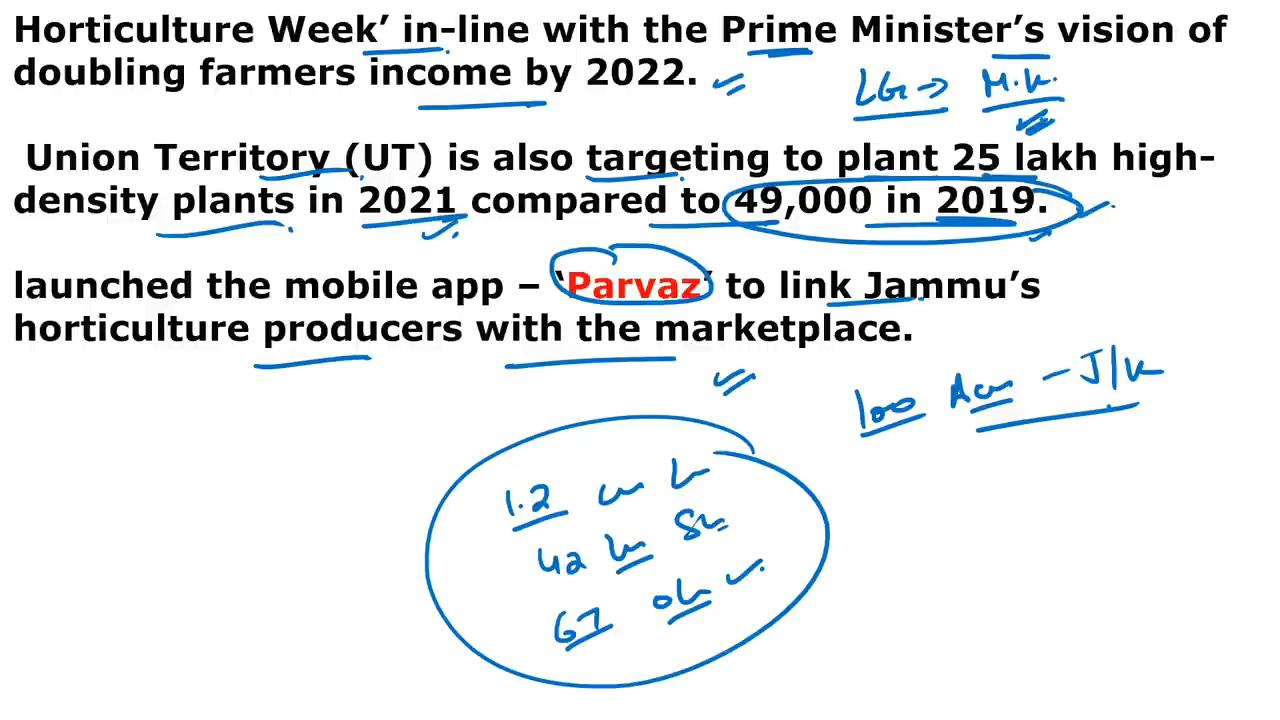 Horticulture Week’ in-line with the Prime Minister’s vision of
doubling farmers income by 2022.
LG → M.K.
Union Territory (UT) is also targeting to plant 25 lakh high-
density plants in 2021 compared to 49,000 in 2019.
launched the mobile app – ‘Parvaz’ to link Jammu’s
horticulture producers with the marketplace.
100 - J/K
1.2
42
67